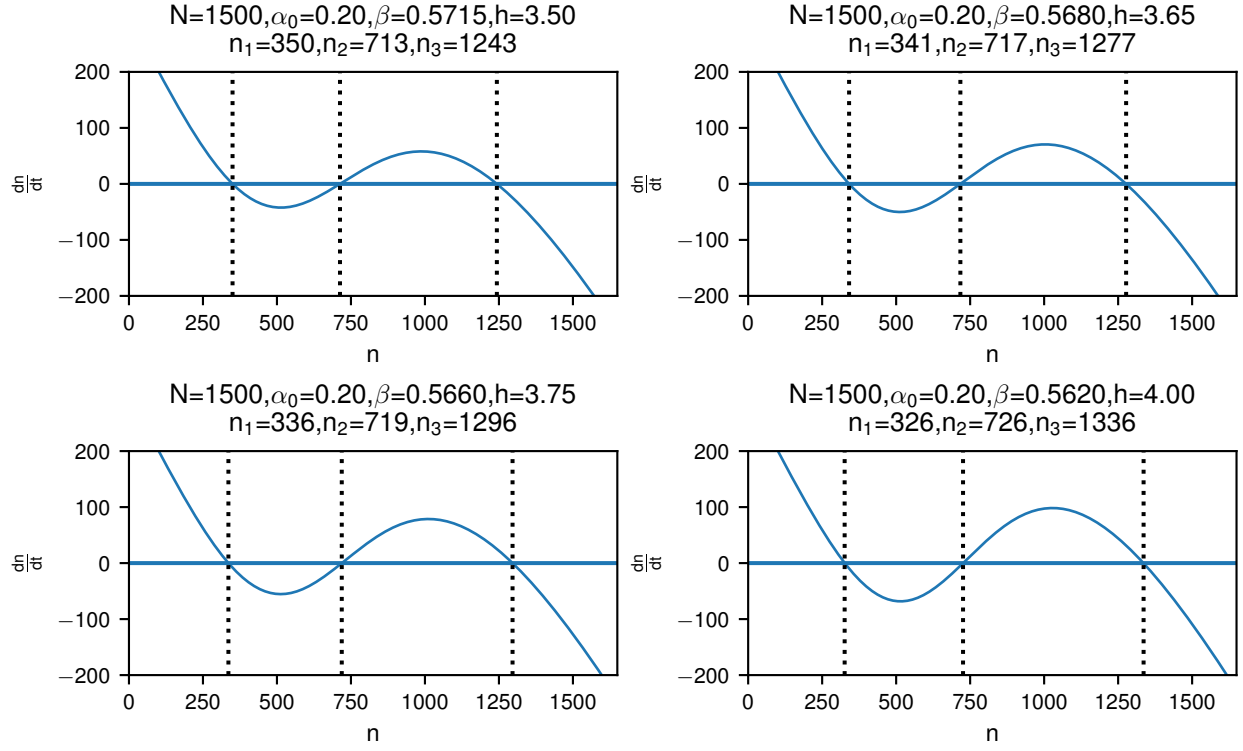 N=1500,α₀=0.20,β=0.5715,h=3.50
n₁=350,n₂=713,n₃=1243
200
100
0
−100
−200
dn
dt
0 250 500 750 1000 1250 1500
n
N=1500,α₀=0.20,β=0.5680,h=3.65
n₁=341,n₂=717,n₃=1277
200
100
0
−100
−200
dn
dt
0 250 500 750 1000 1250 1500
n
N=1500,α₀=0.20,β=0.5660,h=3.75
n₁=336,n₂=719,n₃=1296
200
100
0
−100
−200
dn
dt
0 250 500 750 1000 1250 1500
n
N=1500,α₀=0.20,β=0.5620,h=4.00
n₁=326,n₂=726,n₃=1336
200
100
0
−100
−200
dn
dt
0 250 500 750 1000 1250 1500
n